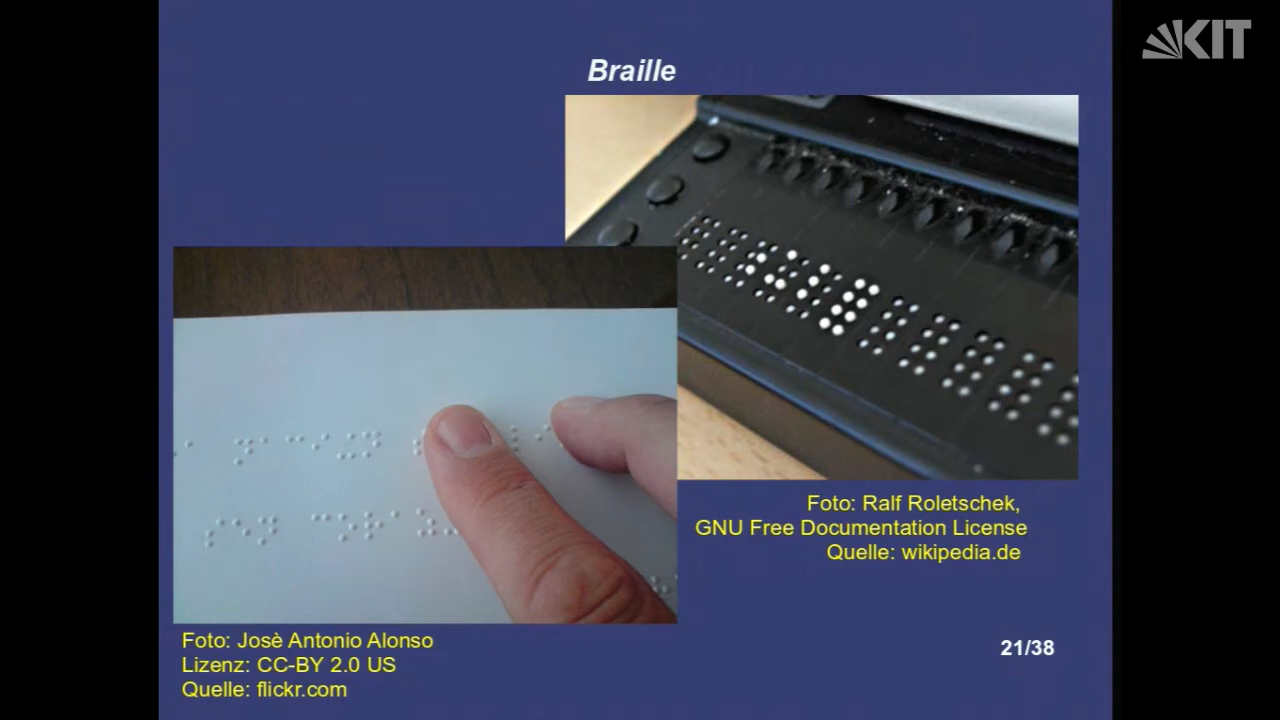 KIT
Braille
Foto: Ralf Roletschek,
GNU Free Documentation License
Quelle: wikipedia.de
Foto: Josè Antonio Alonso
Lizenz: CC-BY 2.0 US
Quelle: flickr.com
21/38